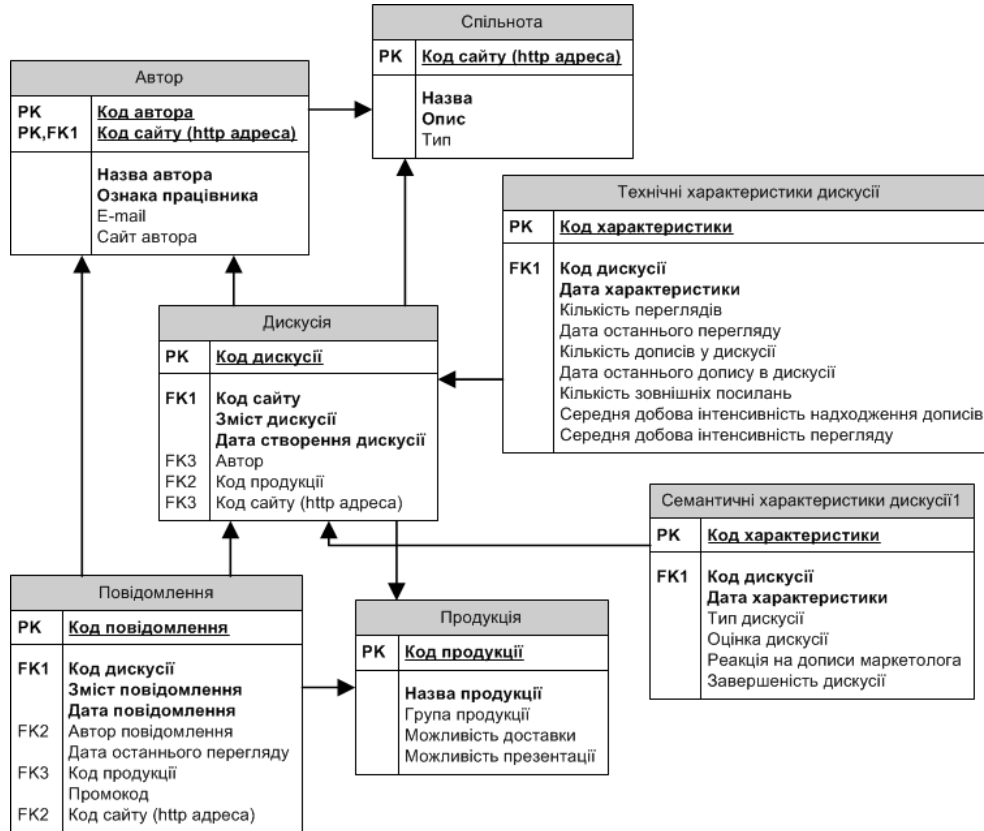 Спільнота
PK Код сайту (http адреса)
Назва
Опис
Тип
Автор
PK Код автора
PK,FK1 Код сайту (http адреса)
Назва автора
Ознака працівника
E-mail
Сайт автора
Технічні характеристики дискусії
PK Код характеристики
FK1 Код дискусії
Дата характеристики
Кількість переглядів
Дата останнього перегляду
Кількість дописів у дискусії
Дата останнього допису в дискусії
Кількість зовнішніх посилань
Середня добова інтенсивність надходження дописів
Середня добова інтенсивність перегляду
Дискусія
PK Код дискусії
FK1 Код сайту
Зміст дискусії
Дата створення дискусії
FK3 Автор
FK2 Код продукції
FK3 Код сайту (http адреса)
Семантичні характеристики дискусії1
PK Код характеристики
FK1 Код дискусії
Дата характеристики
Тип дискусії
Оцінка дискусії
Реакція на дописи маркетолога
Завершеність дискусії
Повідомлення
PK Код повідомлення
FK1 Код дискусії
Зміст повідомлення
Дата повідомлення
FK2 Автор повідомлення
Дата останнього перегляду
FK3 Код продукції
Промокод
FK2 Код сайту (http адреса)
Продукція
PK Код продукції
Назва продукції
Група продукції
Можливість доставки
Можливість презентації